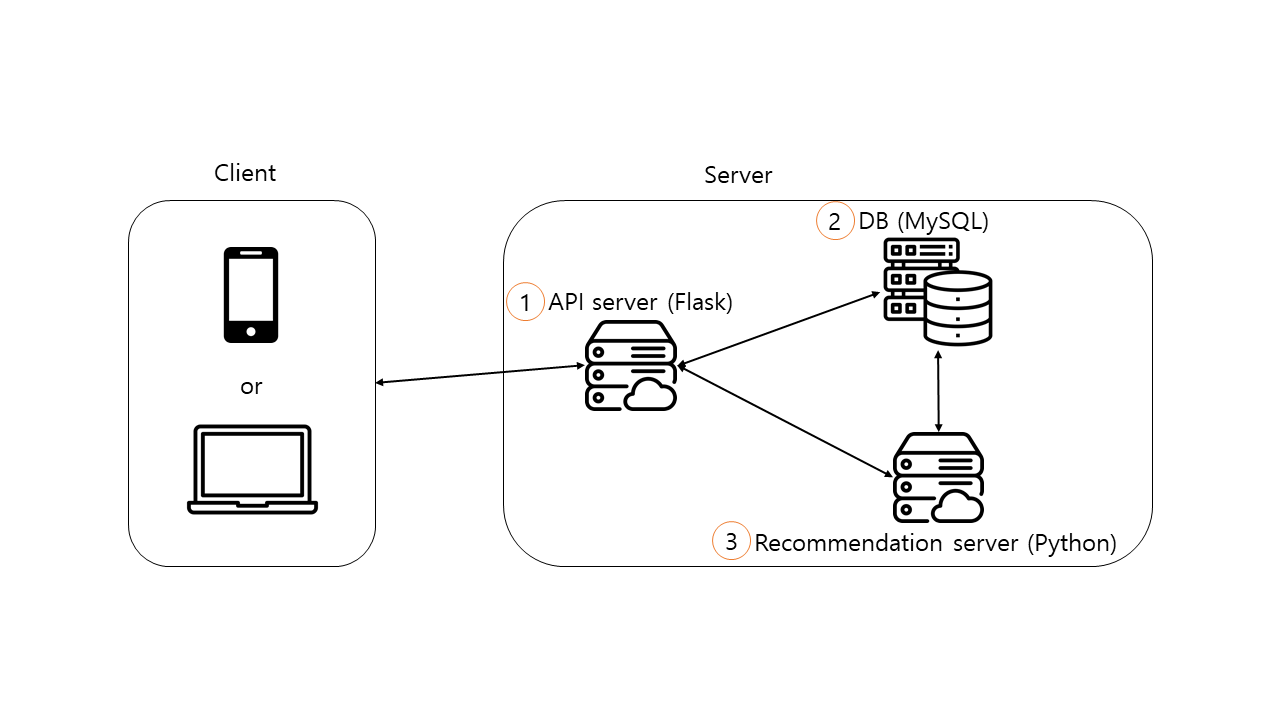 Client
Server
or
1 API server (Flask)
2 DB (MySQL)
3 Recommendation server (Python)